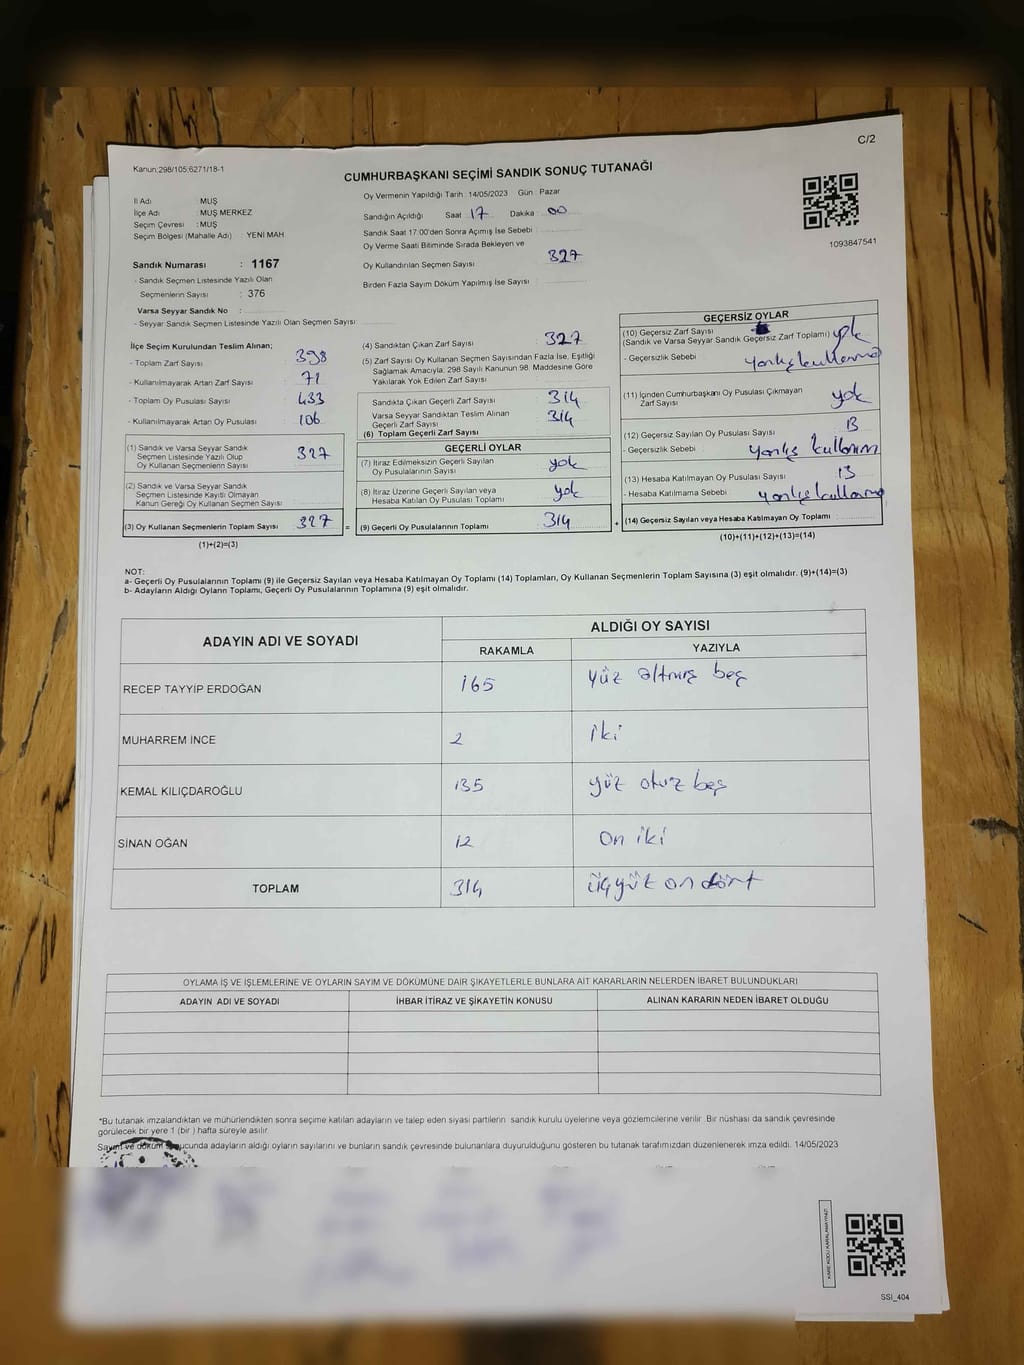 C/2
Kanun:298/105;6271/18-1
CUMHURBAŞKANI SEÇİMİ SANDIK SONUÇ TUTANAĞI
İl Adı MUŞ
İlçe Adı MUŞ MERKEZ
Seçim Çevresi : MUŞ
Seçim Bölgesi (Mahalle Adı) : YENİ MAH
Oy Vermenin Yapıldığı Tarih :14/05/2023 Gün : Pazar
Sandığın Açıldığı Saat 17 Dakika 00
Sandık Saat 17:00'den Sonra Açımış İse Sebebi :
Oy Verme Saati Bitiminde Sırada Bekleyen ve
Oy Kullandırılan Seçmen Sayısı 327
Birden Fazla Sayım Döküm Yapılmış İse Sayısı :
1093847541
Sandık Numarası : 1167
- Sandık Seçmen Listesinde Yazılı Olan
Seçmenlerin Sayısı : 376
Varsa Seyyar Sandık No :
- Seyyar Sandık Seçmen Listesinde Yazılı Olan Seçmen Sayısı:
İlçe Seçim Kurulundan Teslim Alınan;
- Toplam Zarf Sayısı : 398
- Kullanılmayarak Artan Zarf Sayısı : 71
- Toplam Oy Pusulası Sayısı : 433
- Kullanılmayarak Artan Oy Pusulası : 106
(1) Sandık ve Varsa Seyyar Sandık
Seçmen Listesinde Yazılı Olup
Oy Kullanan Seçmenlerin Sayısı : 327
(2) Sandık ve Varsa Seyyar Sandık
Seçmen Listesinde Kayıtlı Olmayan
Kanun Gereği Oy Kullanan Seçmen Sayısı :
(3) Oy Kullanan Seçmenlerin Toplam Sayısı : 327 =
(1)+(2)=(3)
(4) Sandıktan Çıkan Zarf Sayısı : 327
(5) Zarf Sayısı Oy Kullanan Seçmen Sayısından Fazla İse, Eşitliği
Sağlamak Amacıyla; 298 Sayılı Kanunun 98. Maddesine Göre
Yakılarak Yok Edilen Zarf Sayısı :
Sandıkta Çıkan Geçerli Zarf Sayısı : 314
Varsa Seyyar Sandıktan Teslim Alınan
Geçerli Zarf Sayısı : 314
(6) Toplam Geçerli Zarf Sayısı :
GEÇERLİ OYLAR
(7) İtiraz Edilmeksizin Geçerli Sayılan
Oy Pusulalarının Sayısı : yok
(8) İtiraz Üzerine Geçerli Sayılan veya
Hesaba Katılan Oy Pusulası Toplamı : yok
(9) Geçerli Oy Pusulalarının Toplamı : 314 +
GEÇERSİZ OYLAR
(10) Geçersiz Zarf Sayısı :
(Sandık ve Varsa Seyyar Sandık Geçersiz Zarf Toplamı) yok
- Geçersizlik Sebebi : yanlış kullanma
(11) İçinden Cumhurbaşkanı Oy Pusulası Çıkmayan
Zarf Sayısı : yok
(12) Geçersiz Sayılan Oy Pusulası Sayısı : 13
- Geçersizlik Sebebi : yanlış kullanım
(13) Hesaba Katılmayan Oy Pusulası Sayısı : 13
- Hesaba Katılmama Sebebi : yanlış kullanma
(14) Geçersiz Sayılan veya Hesaba Katılmayan Oy Toplamı :
(10)+(11)+(12)+(13)=(14)
NOT:
a- Geçerli Oy Pusulalarının Toplamı (9) ile Geçersiz Sayılan veya Hesaba Katılmayan Oy Toplamı (14) Toplamları, Oy Kullanan Seçmenlerin Toplam Sayısına (3) eşit olmalıdır. (9)+(14)=(3)
b- Adayların Aldığı Oyların Toplamı, Geçerli Oy Pusulalarının Toplamına (9) eşit olmalıdır.
ADAYIN ADI VE SOYADI ALDIĞI OY SAYISI
RAKAMLA YAZIYLA
RECEP TAYYİP ERDOĞAN 165 yüz altmış beş
MUHARREM İNCE 2 iki
KEMAL KILIÇDAROĞLU 135 yüz otuz beş
SİNAN OĞAN 12 on iki
TOPLAM 314 üçyüz on dört
OYLAMA İŞ VE İŞLEMLERİNE VE OYLARIN SAYIM VE DÖKÜMÜNE DAİR ŞİKAYETLERLE BUNLARA AİT KARARLARIN NELERDEN İBARET BULUNDUKLARI
ADAYIN ADI VE SOYADI İHBAR İTİRAZ VE ŞİKAYETİN KONUSU ALINAN KARARIN NEDEN İBARET OLDUĞU
*Bu tutanak imzalandıktan ve mühürlendikten sonra seçime katılan adayların ve talep eden siyasi partilerin sandık kurulu üyelerine veya gözlemcilerine verilir. Bir nüshası da sandık çevresinde
görülecek bir yere 1 (bir ) hafta süreyle asılır.
Sayım ve döküm sonucunda adayların aldığı oyların sayılarını ve bunların sandık çevresinde bulunanlara duyurulduğunu gösteren bu tutanak tarafımızdan düzenlenerek imza edildi. 14/05/2023
KARE KODU KARALAMAYINIZ!
SSI_404